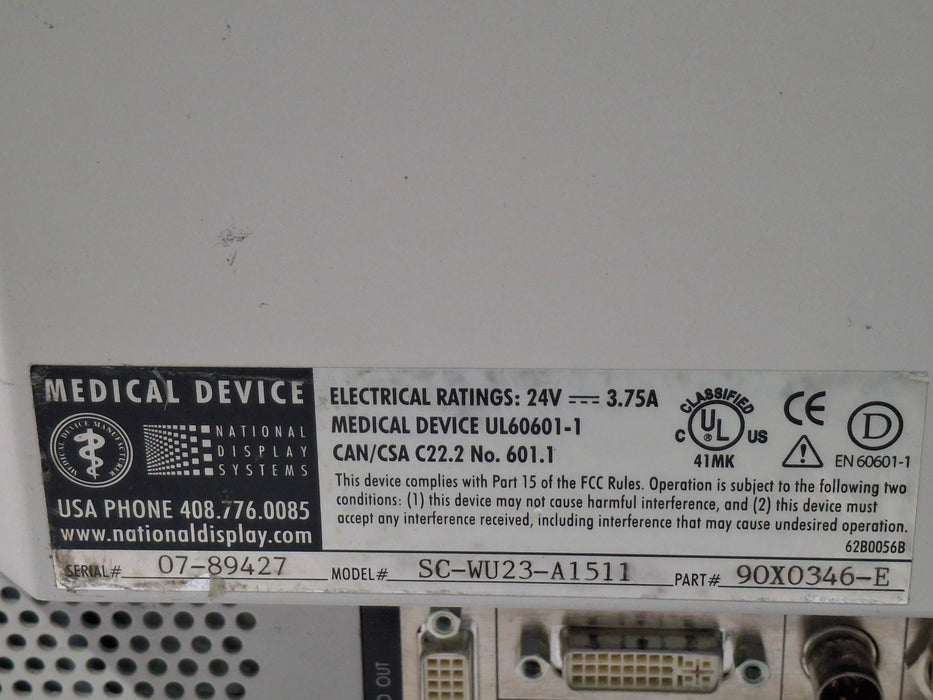 MEDICAL DEVICE
MEDICAL DEVICE MANUFACTURER
NATIONAL
DISPLAY
SYSTEMS
USA PHONE 408.776.0085
www.nationaldisplay.com
ELECTRICAL RATINGS: 24V ⎓ 3.75A
MEDICAL DEVICE UL60601-1
CAN/CSA C22.2 No. 601.1
CLASSIFIED
C UL ® US
41MK
CE
D
EN 60601-1
This device complies with Part 15 of the FCC Rules. Operation is subject to the following two
conditions: (1) this device may not cause harmful interference, and (2) this device must
accept any interference received, including interference that may cause undesired operation.
62B0056B
SERIAL# 07-89427 MODEL# SC-WU23-A1511 PART# 90X0346-E
OUT